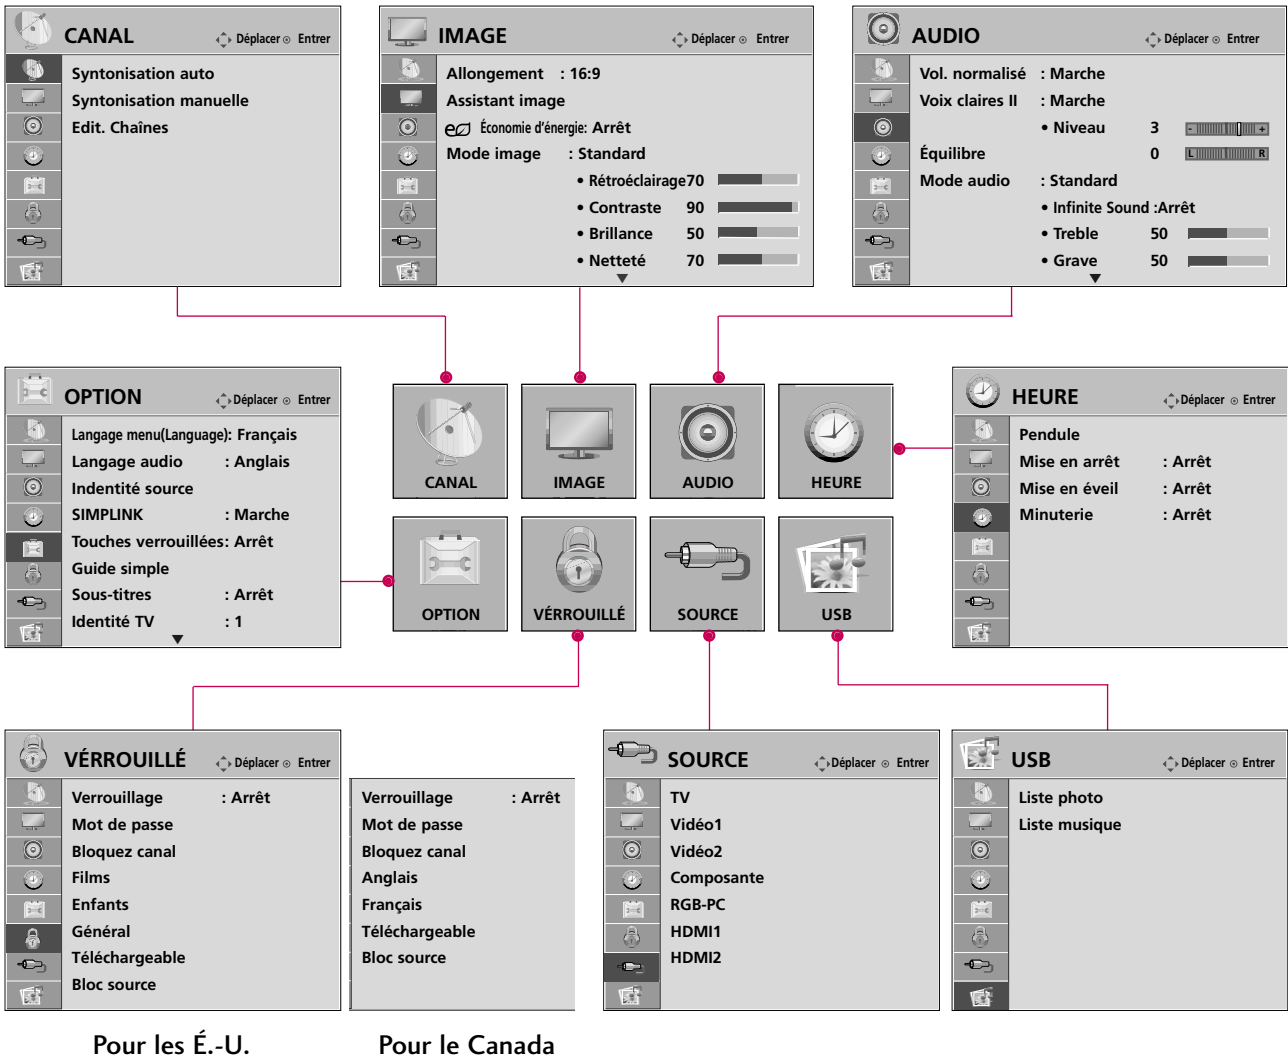 CANAL
Déplacer Entrer
Syntonisation auto
Syntonisation manuelle
Edit. Chaînes
IMAGE
Déplacer Entrer
Allongement : 16:9
Assistant image
Économie d'énergie: Arrêt
Mode image : Standard
• Rétroéclairage70
• Contraste 90
• Brillance 50
• Netteté 70
AUDIO
Déplacer Entrer
Vol. normalisé : Marche
Voix claires II : Marche
• Niveau 3 - +
Équilibre 0 L R
Mode audio : Standard
• Infinite Sound :Arrêt
• Treble 50
• Grave 50
OPTION
Déplacer Entrer
Langage menu(Language): Français
Langage audio : Anglais
Indentité source
SIMPLINK : Marche
Touches verrouillées: Arrêt
Guide simple
Sous-titres : Arrêt
Identité TV : 1
CANAL
IMAGE
AUDIO
HEURE
OPTION
VÉRROUILLÉ
SOURCE
USB
HEURE
Déplacer Entrer
Pendule
Mise en arrêt : Arrêt
Mise en éveil : Arrêt
Minuterie : Arrêt
VÉRROUILLÉ
Déplacer Entrer
Verrouillage : Arrêt
Mot de passe
Bloquez canal
Films
Enfants
Général
Téléchargeable
Bloc source
Pour les É.-U.
Verrouillage : Arrêt
Mot de passe
Bloquez canal
Anglais
Français
Téléchargeable
Bloc source
Pour le Canada
SOURCE
Déplacer Entrer
TV
Vidéo1
Vidéo2
Composante
RGB-PC
HDMI1
HDMI2
USB
Déplacer Entrer
Liste photo
Liste musique